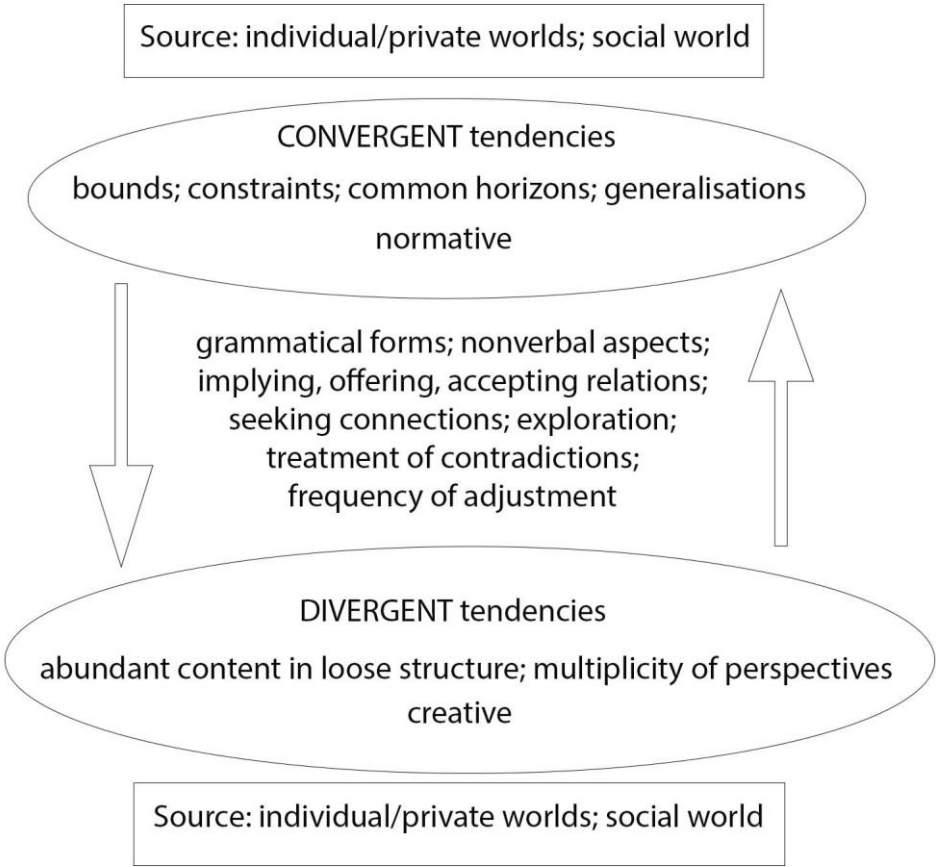 Source: individual/private worlds; social world
CONVERGENT tendencies
bounds; constraints; common horizons; generalisations
normative
grammatical forms; nonverbal aspects;
implying, offering, accepting relations;
seeking connections; exploration;
treatment of contradictions;
frequency of adjustment
DIVERGENT tendencies
abundant content in loose structure; multiplicity of perspectives
creative
Source: individual/private worlds; social world